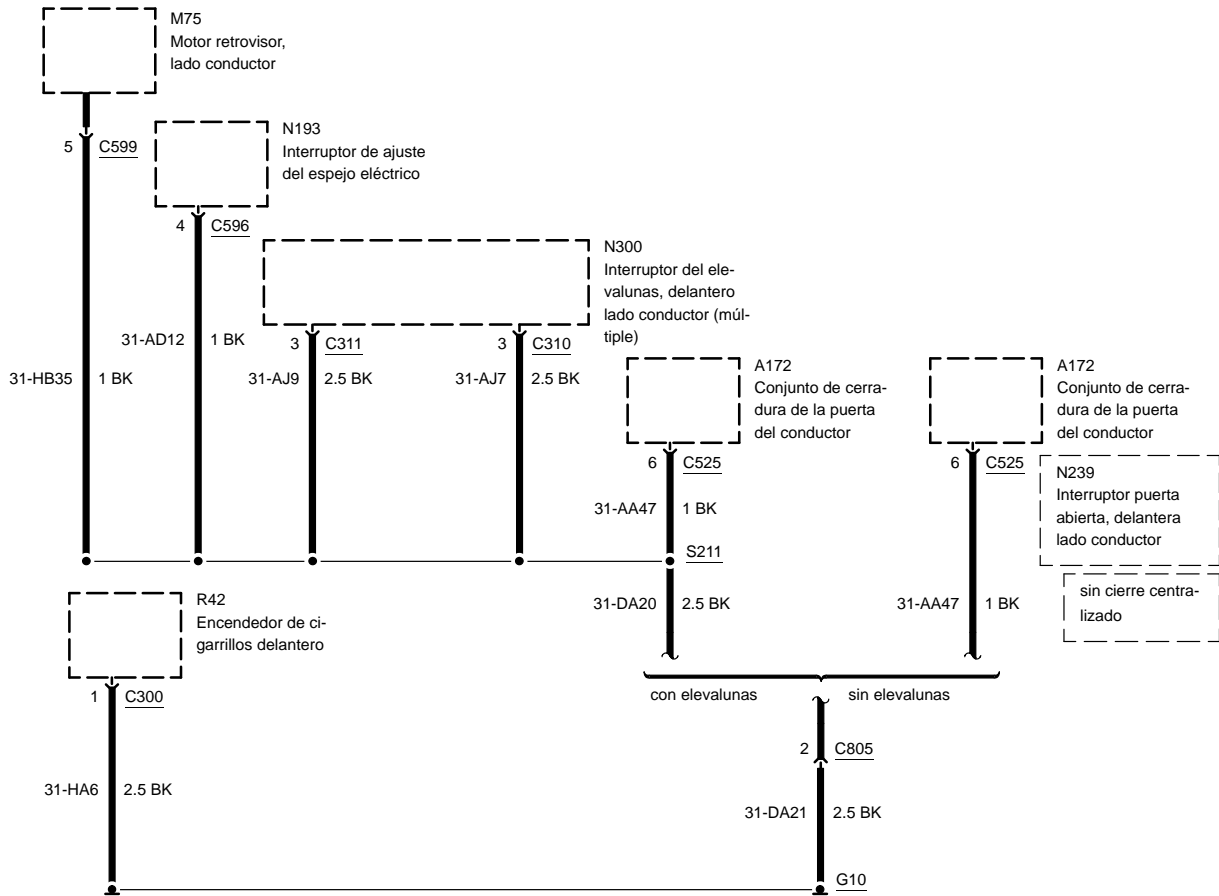 M75
Motor retrovisor,
lado conductor
5 C599
N193
Interruptor de ajuste
del espejo eléctrico
4 C596
N300
Interruptor del ele-
valunas, delantero
lado conductor (múl-
tiple)
31-AD12 1 BK
3 C311
3 C310
31-HB35 1 BK
31-AJ9 2.5 BK
31-AJ7 2.5 BK
A172
Conjunto de cerra-
dura de la puerta
del conductor
A172
Conjunto de cerra-
dura de la puerta
del conductor
6 C525
6 C525
N239
Interruptor puerta
abierta, delantera
lado conductor
31-AA47 1 BK
S211
sin cierre centra-
lizado
R42
Encendedor de ci-
garrillos delantero
31-DA20 2.5 BK
31-AA47 1 BK
1 C300
con elevalunas
sin elevalunas
2 C805
31-HA6 2.5 BK
31-DA21 2.5 BK
G10